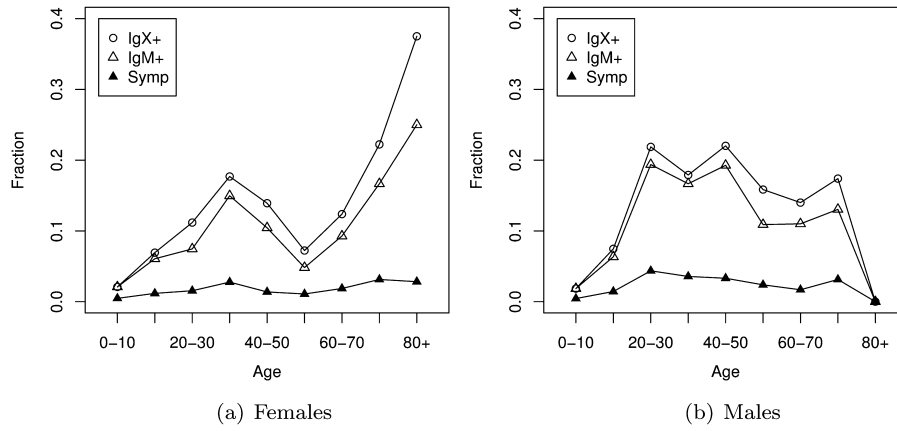 0.4
0.3
0.2
0.1
0.0
Fraction
IgX+
IgM+
Symp
0−10
20−30
40−50
60−70
80+
Age
(a) Females
0.4
0.3
0.2
0.1
0.0
Fraction
IgX+
IgM+
Symp
0−10
20−30
40−50
60−70
80+
Age
(b) Males